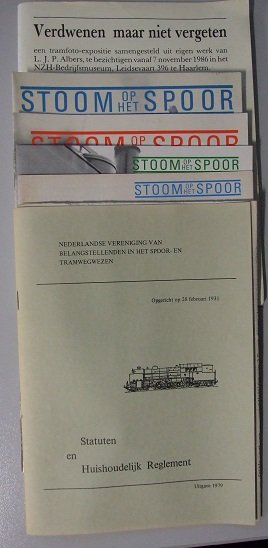 Verdwenen maar niet vergeten
een tramfoto-expositie samengesteld uit eigen werk van
L. J. P. Albers, te bezichtigen vanaf 7 november 1986 in het
NZH-Bedrijfsmuseum, Leidsevaart 396 te Haarlem.
STOOM OP HET SPOOR
STOOM OP HET SPOOR
STOOM OP HET SPOOR
STOOM OP HET SPOOR
NEDERLANDSE VERENIGING VAN
BELANGSTELLENDEN IN HET SPOOR- EN
TRAMWEGWEZEN
Opgericht op 28 februari 1931
Statuten
en
Huishoudelijk Reglement
Uitgave 1979